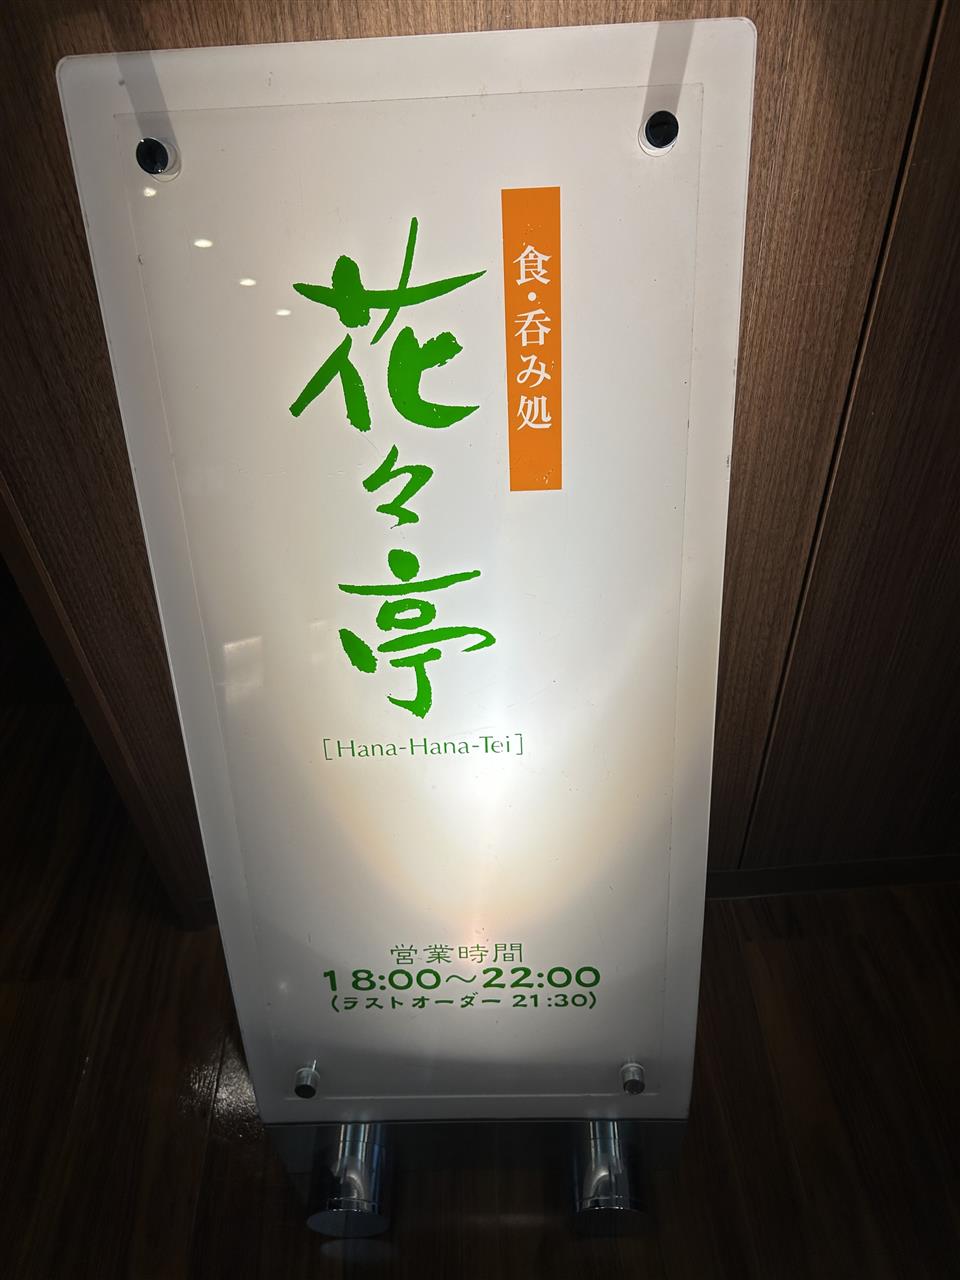 食・呑み処
花々亭
[Hana-Hana-Tei]
営業時間
18:00～22:00
(ラストオーダー 21:30)